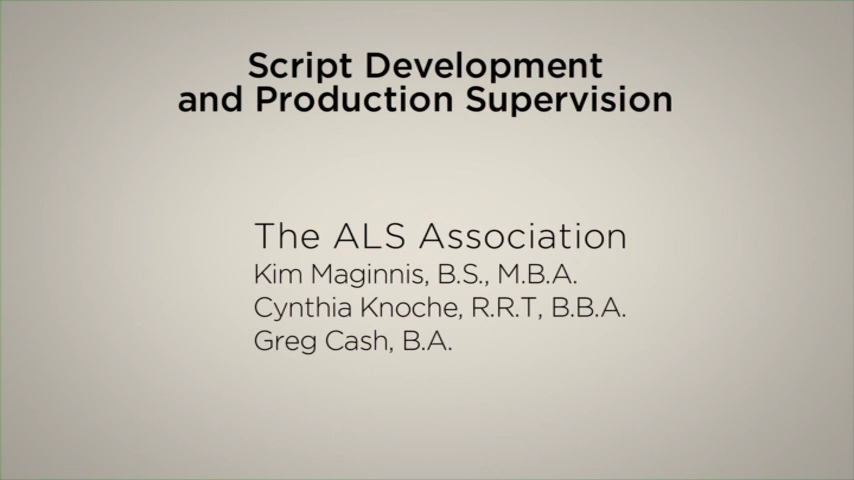 Script Development
and Production Supervision
The ALS Association
Kim Maginnis, B.S., M.B.A.
Cynthia Knoche, R.R.T, B.B.A.
Greg Cash, B.A.